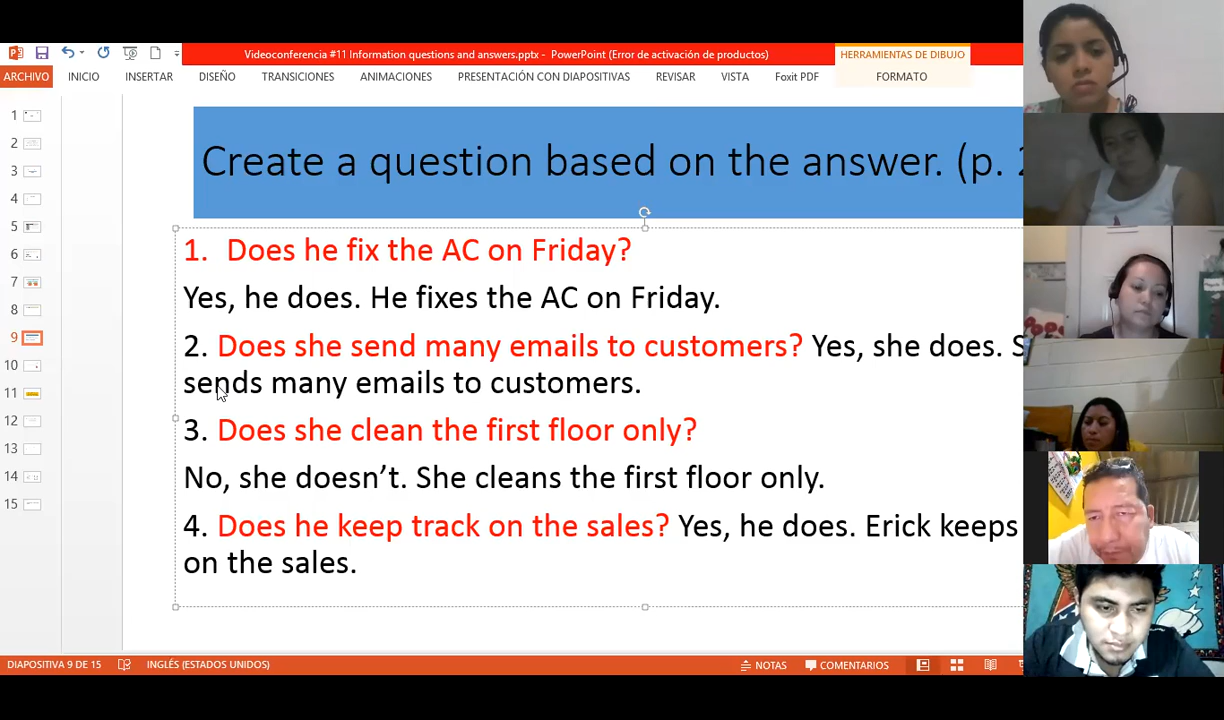 Videoconferencia #11 Information questions and answers.pptx - PowerPoint (Error de activación de productos)
HERRAMIENTAS DE DIBUJO
ARCHIVO INICIO INSERTAR DISEÑO TRANSICIONES ANIMACIONES PRESENTACIÓN CON DIAPOSITIVAS REVISAR VISTA Foxit PDF FORMATO
1
2
3
4
5
6
7
8
9
10
11
12
13
14
15
Create a question based on the answer. (p. 2
1. Does he fix the AC on Friday?
Yes, he does. He fixes the AC on Friday.
2. Does she send many emails to customers? Yes, she does. S
sends many emails to customers.
3. Does she clean the first floor only?
No, she doesn't. She cleans the first floor only.
4. Does he keep track on the sales? Yes, he does. Erick keeps
on the sales.
DIAPOSITIVA 9 DE 15 INGLÉS (ESTADOS UNIDOS) NOTAS COMENTARIOS